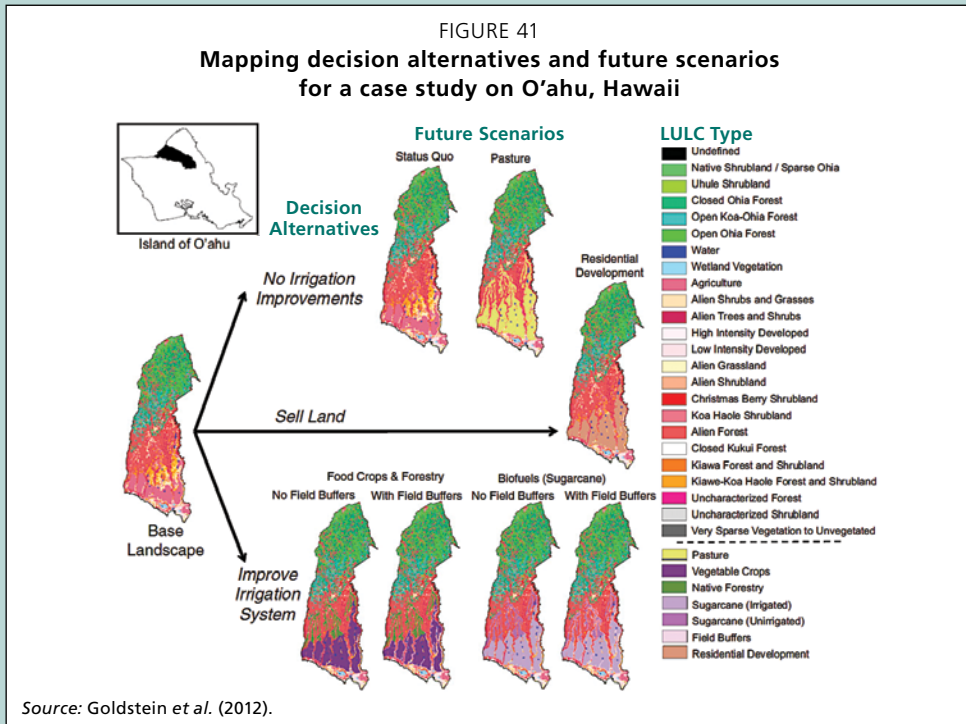 FIGURE 41
Mapping decision alternatives and future scenarios
for a case study on O'ahu, Hawaii
Island of O'ahu
Future Scenarios
Status Quo
Pasture
Decision
Alternatives
No Irrigation
Improvements
Residential
Development
Sell Land
Base
Landscape
Food Crops & Forestry
Biofuels (Sugarcane)
No Field Buffers
With Field Buffers
No Field Buffers
With Field Buffers
Improve
Irrigation
System
LULC Type
Undefined
Native Shrubland / Sparse Ohia
Uhule Shrubland
Closed Ohia Forest
Open Koa-Ohia Forest
Open Ohia Forest
Water
Wetland Vegetation
Agriculture
Alien Shrubs and Grasses
Alien Trees and Shrubs
High Intensity Developed
Low Intensity Developed
Alien Grassland
Alien Shrubland
Christmas Berry Shrubland
Koa Haole Shrubland
Alien Forest
Closed Kukui Forest
Kiawa Forest and Shrubland
Kiawe-Koa Haole Forest and Shrubland
Uncharacterized Forest
Uncharacterized Shrubland
Very Sparse Vegetation to Unvegetated
Pasture
Vegetable Crops
Native Forestry
Sugarcane (Irrigated)
Sugarcane (Unirrigated)
Field Buffers
Residential Development
Source: Goldstein et al. (2012).